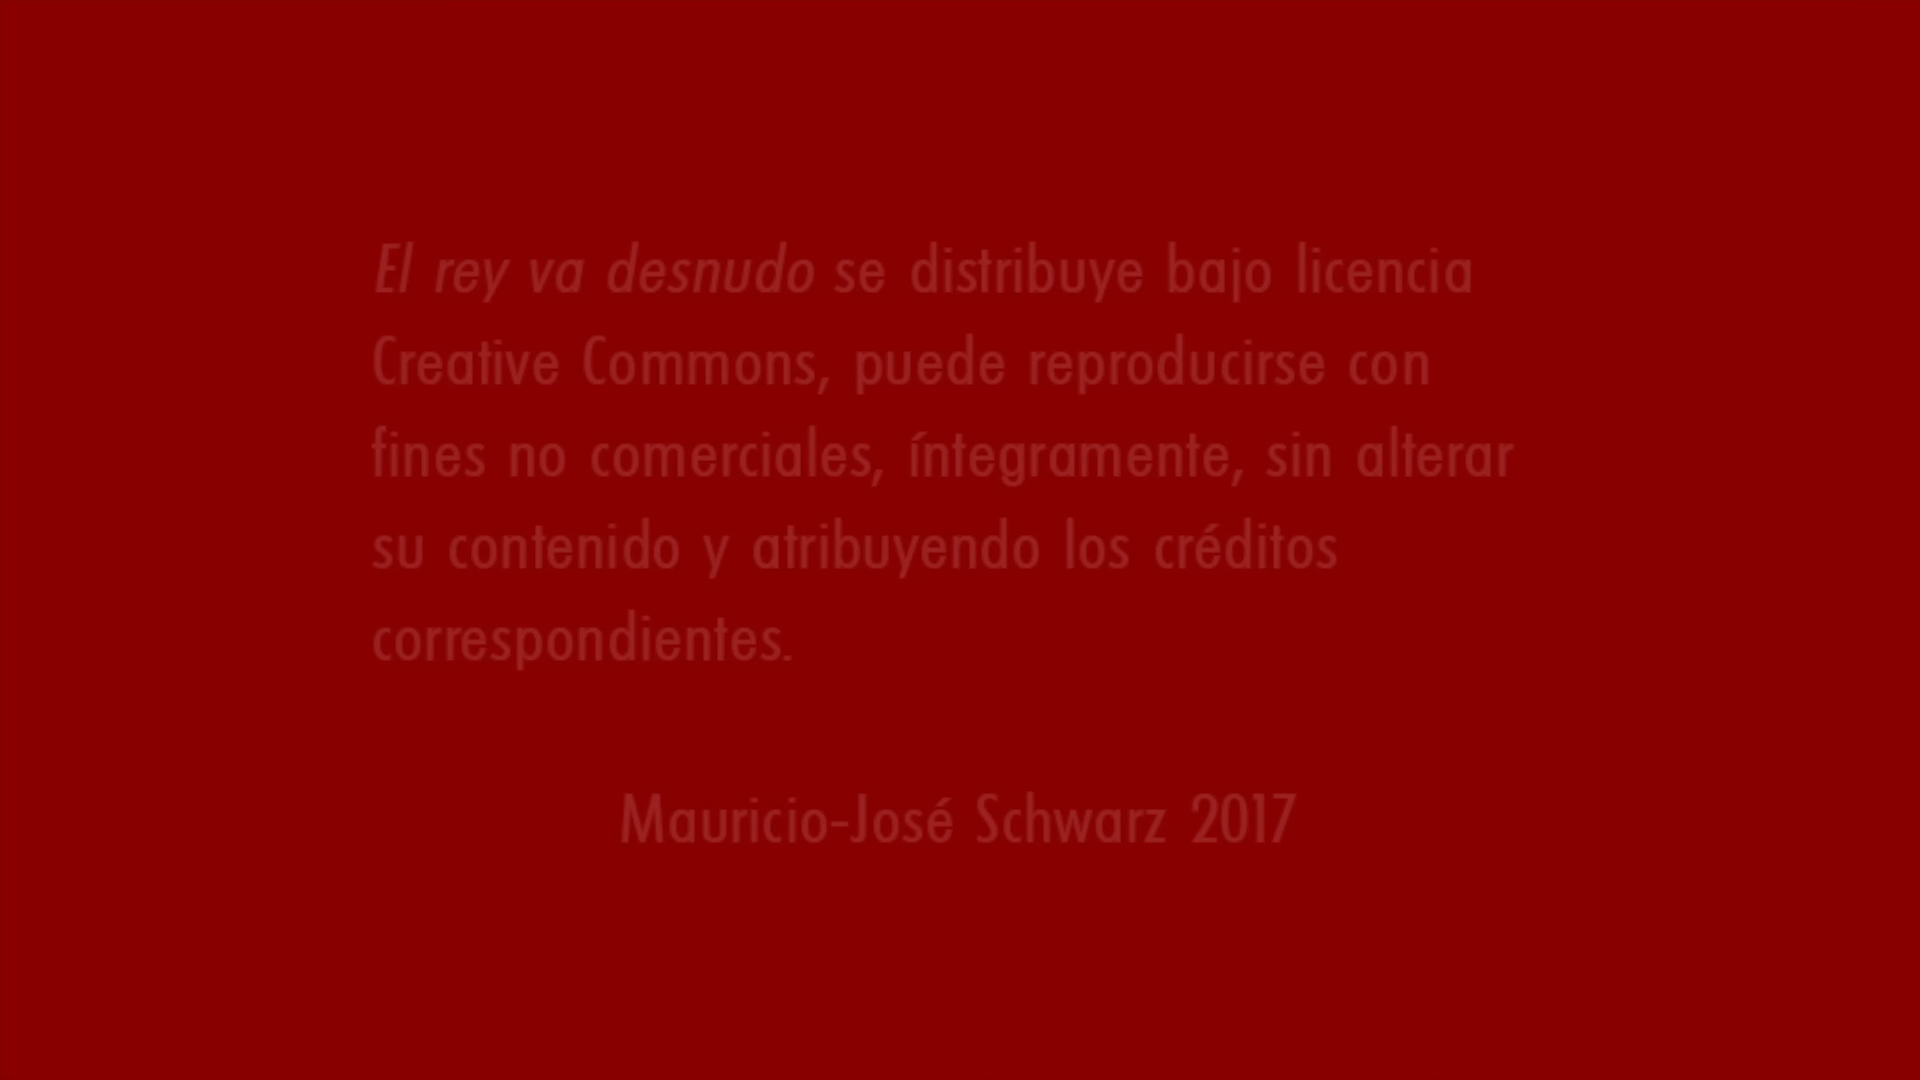 El rey va desnudo se distribuye bajo licencia
Creative Commons, puede reproducirse con
fines no comerciales, íntegramente, sin alterar
su contenido y atribuyendo los créditos
correspondientes.
Mauricio-José Schwarz 2017